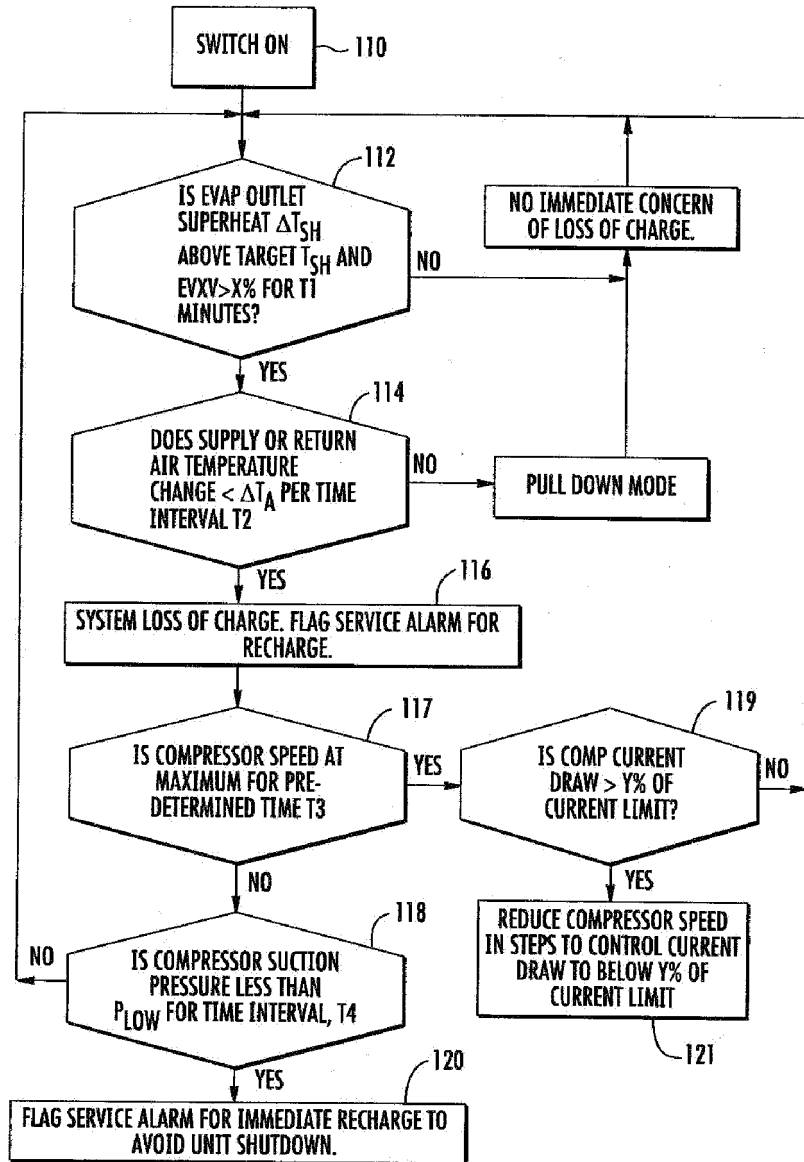 SWITCH ON
110
112
IS EVAP OUTLET
SUPERHEAT ΔTSH
ABOVE TARGET TSH AND
EVXV>X% FOR T1
MINUTES?
NO
NO IMMEDIATE CONCERN
OF LOSS OF CHARGE.
YES
114
DOES SUPPLY OR RETURN
AIR TEMPERATURE
CHANGE < ΔTA PER TIME
INTERVAL T2
NO
PULL DOWN MODE
YES
116
SYSTEM LOSS OF CHARGE. FLAG SERVICE ALARM FOR
RECHARGE.
117
IS COMPRESSOR SPEED AT
MAXIMUM FOR PRE-
DETERMINED TIME T3
YES
119
IS COMP CURRENT
DRAW > Y% OF
CURRENT LIMIT?
NO
NO
YES
118
NO
IS COMPRESSOR SUCTION
PRESSURE LESS THAN
PLOW FOR TIME INTERVAL, T4
REDUCE COMPRESSOR SPEED
IN STEPS TO CONTROL CURRENT
DRAW TO BELOW Y% OF
CURRENT LIMIT
121
YES
120
FLAG SERVICE ALARM FOR IMMEDIATE RECHARGE TO
AVOID UNIT SHUTDOWN.